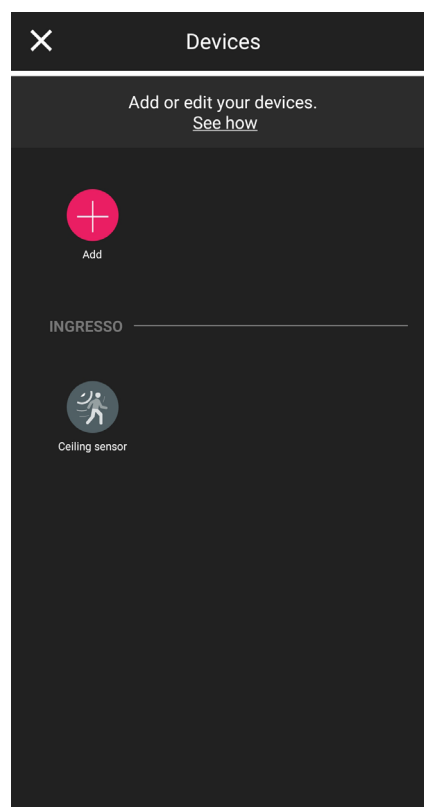 Devices
Add or edit your devices.
See how
Add
INGRESSO
Ceiling sensor